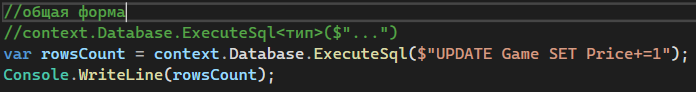 //общая форма
//context.Database.ExecuteSql<тип>($"...")
var rowsCount = context.Database.ExecuteSql($"UPDATE Game SET Price+=1");
Console.WriteLine(rowsCount);